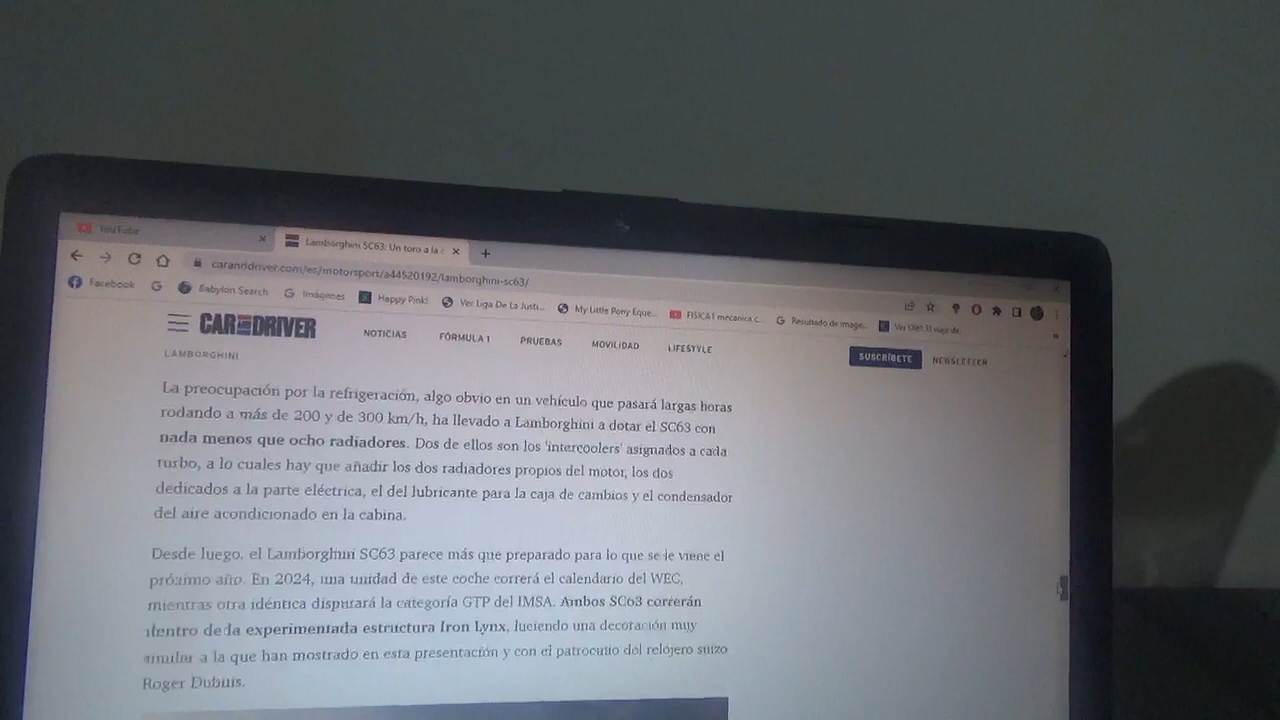 YouTube
Lamborghini SC63: Un toro a la c
caranddriver.com/es/motorsport/a44520192/lamborghini-sc63/
Facebook
Babylon Search
Imágenes
Happy Pink!
Ver Liga De La Justi...
My Little Pony Eque...
FISICA I mecanica c...
Resultado de image...
Ver Olé! El viaje de
CAR AND DRIVER
NOTICIAS
FÓRMULA 1
PRUEBAS
MOVILIDAD
LIFESTYLE
SUSCRÍBETE
NEWSLETTER
LAMBORGHINI
La preocupación por la refrigeración, algo obvio en un vehículo que pasará largas horas
rodando a más de 200 y de 300 km/h, ha llevado a Lamborghini a dotar el SC63 con
nada menos que ocho radiadores. Dos de ellos son los 'intercoolers' asignados a cada
turbo, a lo cuales hay que añadir los dos radiadores propios del motor, los dos
dedicados a la parte eléctrica, el del lubricante para la caja de cambios y el condensador
del aire acondicionado en la cabina.
Desde luego, el Lamborghini SC63 parece más que preparado para lo que se le viene el
próximo año. En 2024, una unidad de este coche correrá el calendario del WEC,
mientras otra idéntica disputará la categoría GTP del IMSA. Ambos SC63 correrán
dentro de la experimentada estructura Iron Lynx, luciendo una decoración muy
similar a la que han mostrado en esta presentación y con el patrocinio del relojero suizo
Roger Dubuis.